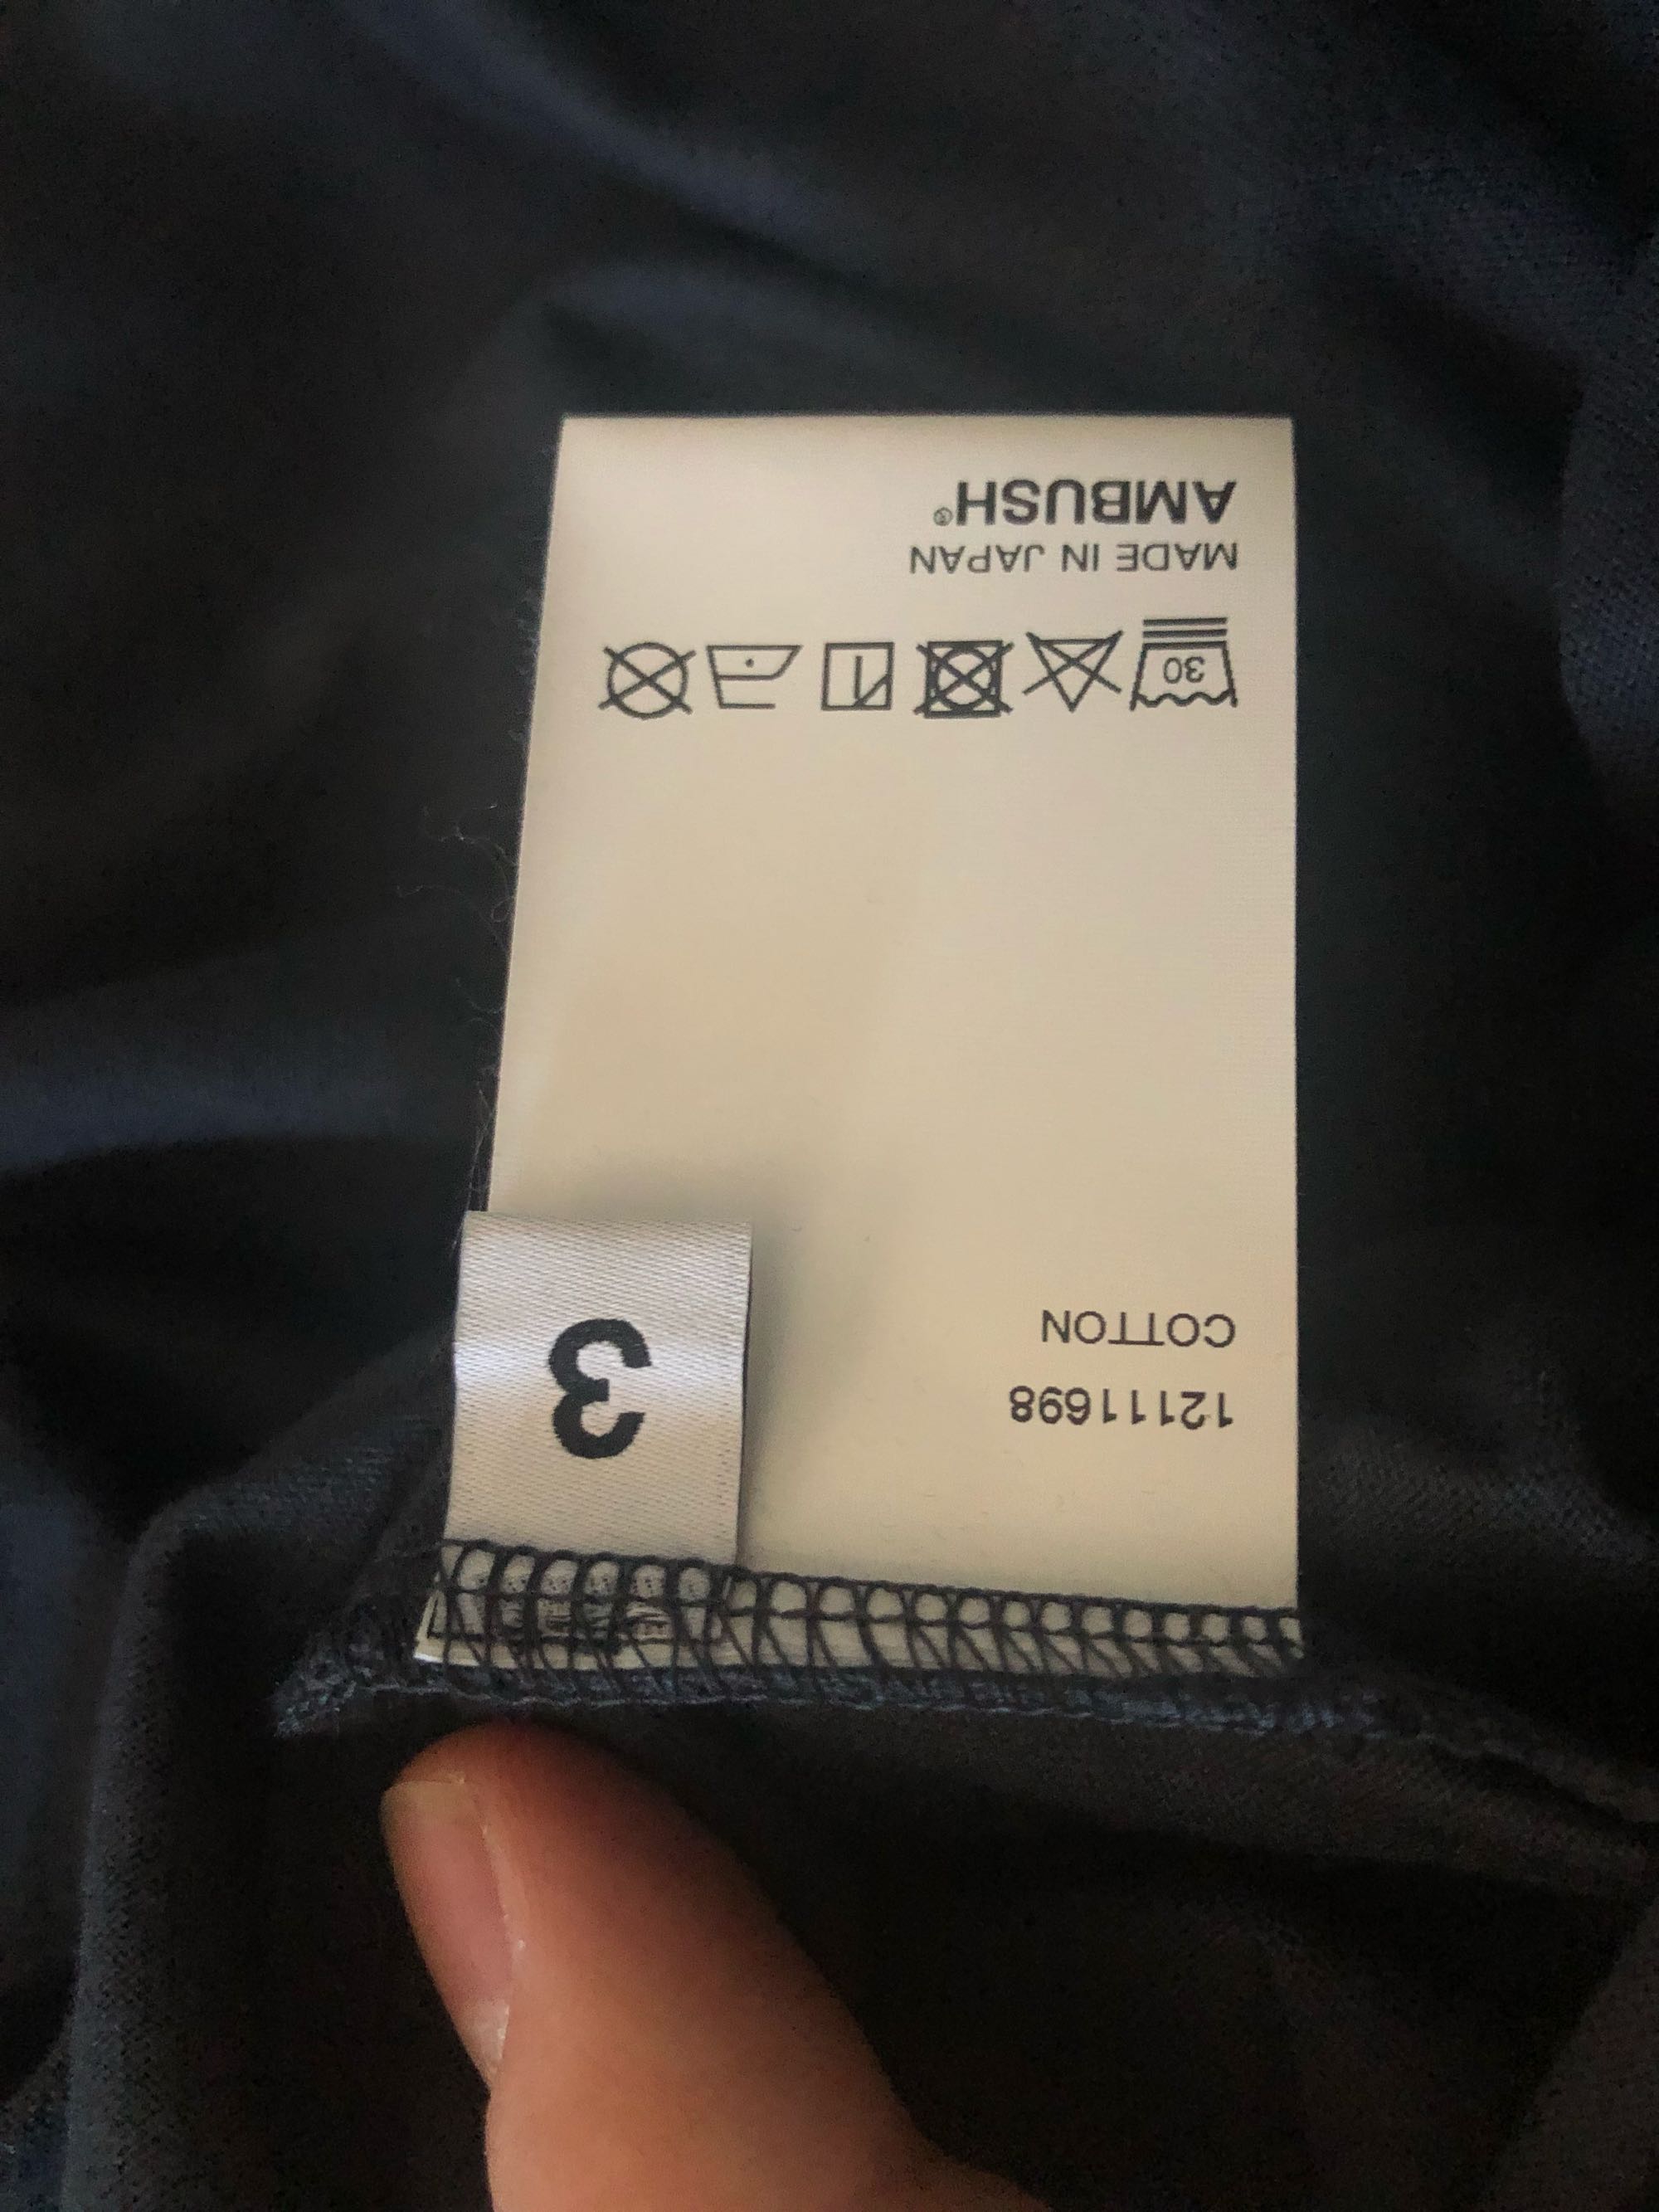 12111698
COTTON
3
30
MADE IN JAPAN
AMBUSH®